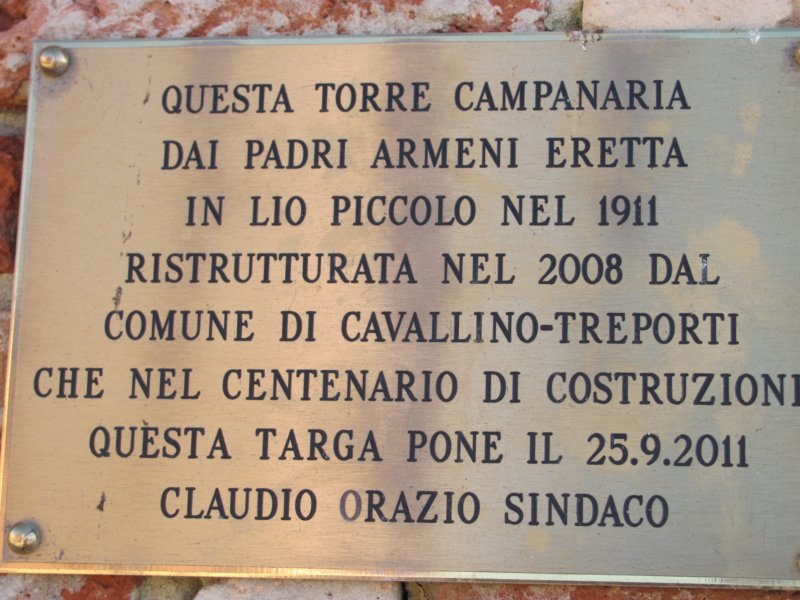 QUESTA TORRE CAMPANARIA
DAI PADRI ARMENI ERETTA
IN LIO PICCOLO NEL 1911
RISTRUTTURATA NEL 2008 DAL
COMUNE DI CAVALLINO-TREPORTI
CHE NEL CENTENARIO DI COSTRUZIONE
QUESTA TARGA PONE IL 25.9.2011
CLAUDIO ORAZIO SINDACO